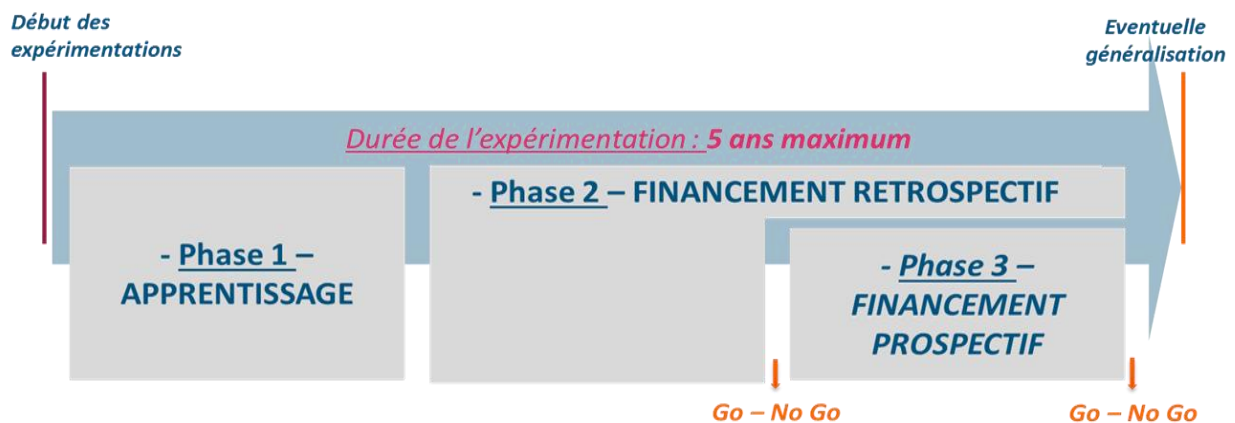 Début des
expérimentations
Eventuelle
généralisation
Durée de l’expérimentation : 5 ans maximum
- Phase 2 – FINANCEMENT RETROSPECTIF
- Phase 1 –
APPRENTISSAGE
- Phase 3 –
FINANCEMENT
PROSPECTIF
Go – No Go
Go – No Go